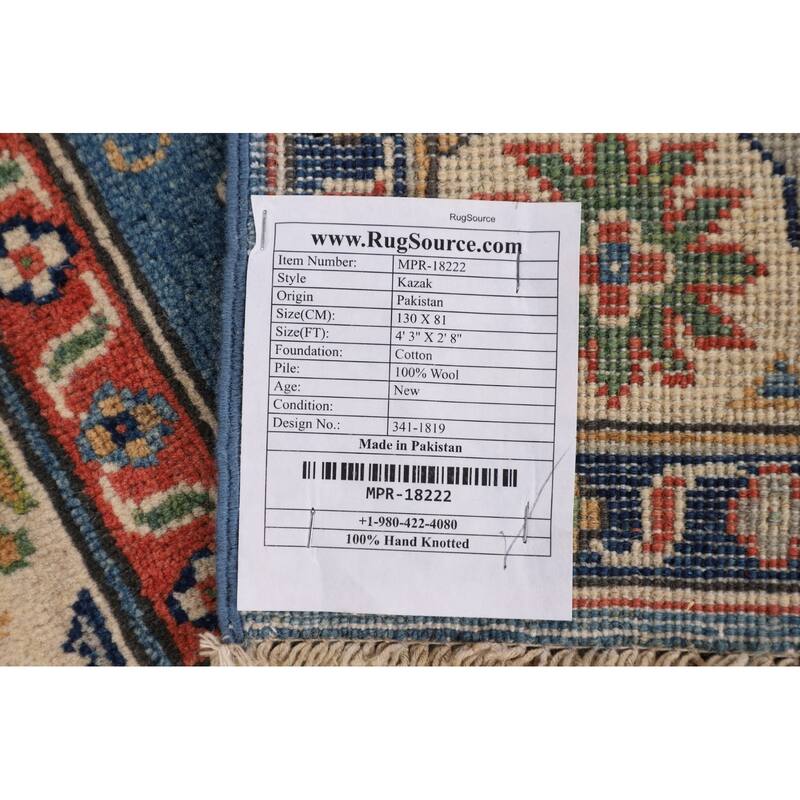 RugSource
www.RugSource.com
Item Number: MPR-18222
Style Kazak
Origin Pakistan
Size(CM): 130 X 81
Size(FT): 4' 3" X 2' 8"
Foundation: Cotton
Pile: 100% Wool
Age: New
Condition:
Design No.: 341-1819
Made in Pakistan
MPR-18222
+1-980-422-4080
100% Hand Knotted